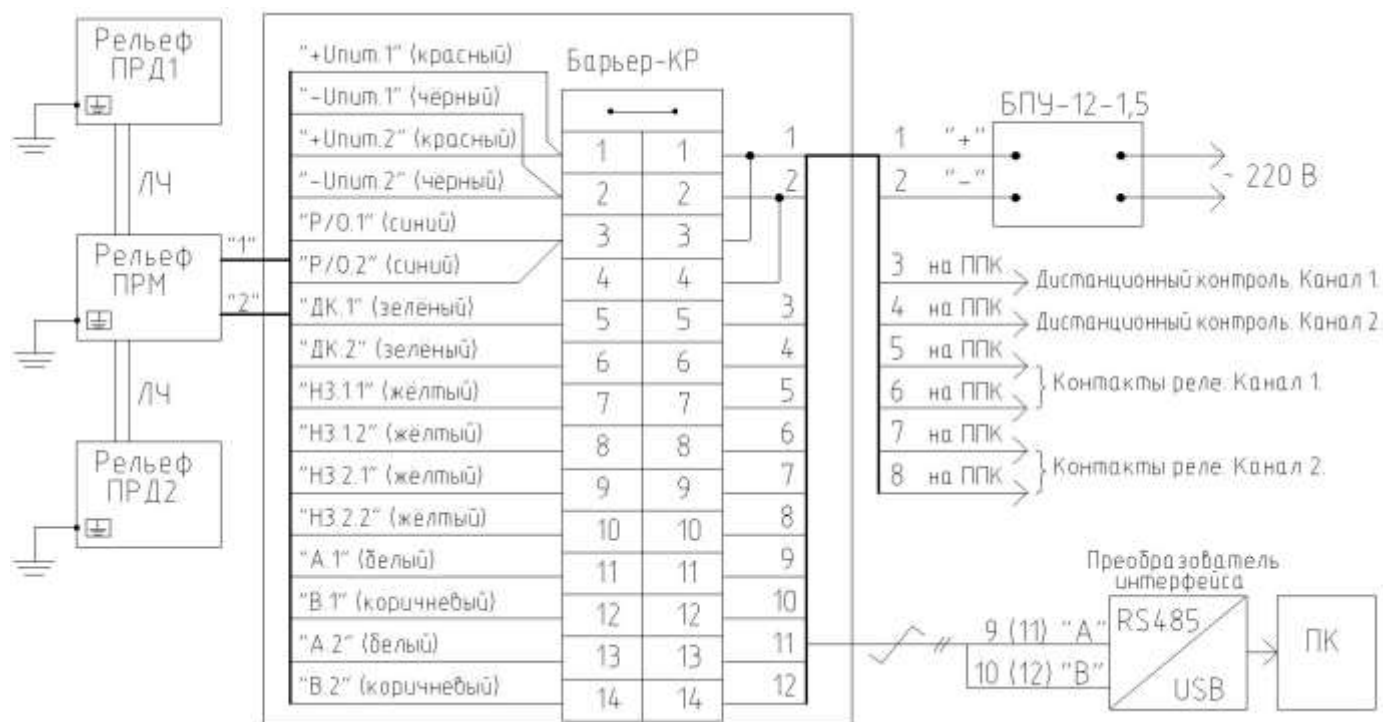 Рельеф
ПРД1
ЛЧ
Рельеф
ПРМ
ЛЧ
Рельеф
ПРД2
"1"
"2"
"+Uпит.1" (красный)
"-Uпит.1" (чёрный)
"+Uпит.2" (красный)
"-Uпит.2" (чёрный)
"Р/О.1" (синий)
"Р/О.2" (синий)
"ДК.1" (зелёный)
"ДК.2" (зелёный)
"НЗ.1.1" (жёлтый)
"НЗ.1.2" (жёлтый)
"НЗ.2.1" (жёлтый)
"НЗ.2.2" (жёлтый)
"А.1" (белый)
"В.1" (коричневый)
"А.2" (белый)
"В.2" (коричневый)
Барьер-КР
1 1
2 2
3 3
4 4
5 5
6 6
7 7
8 8
9 9
10 10
11 11
12 12
13 13
14 14
1
2
3
4
5
6
7
8
9
10
11
12
БПУ-12-1,5
1 "+"
2 "-"
~ 220 В
3 на ППК Дистанционный контроль. Канал 1.
4 на ППК Дистанционный контроль. Канал 2.
5 на ППК
6 на ППК
Контакты реле. Канал 1.
7 на ППК
8 на ППК
Контакты реле. Канал 2.
Преобразователь
интерфейса
9 (11) "А"
10 (12) "В"
RS485
USB
ПК